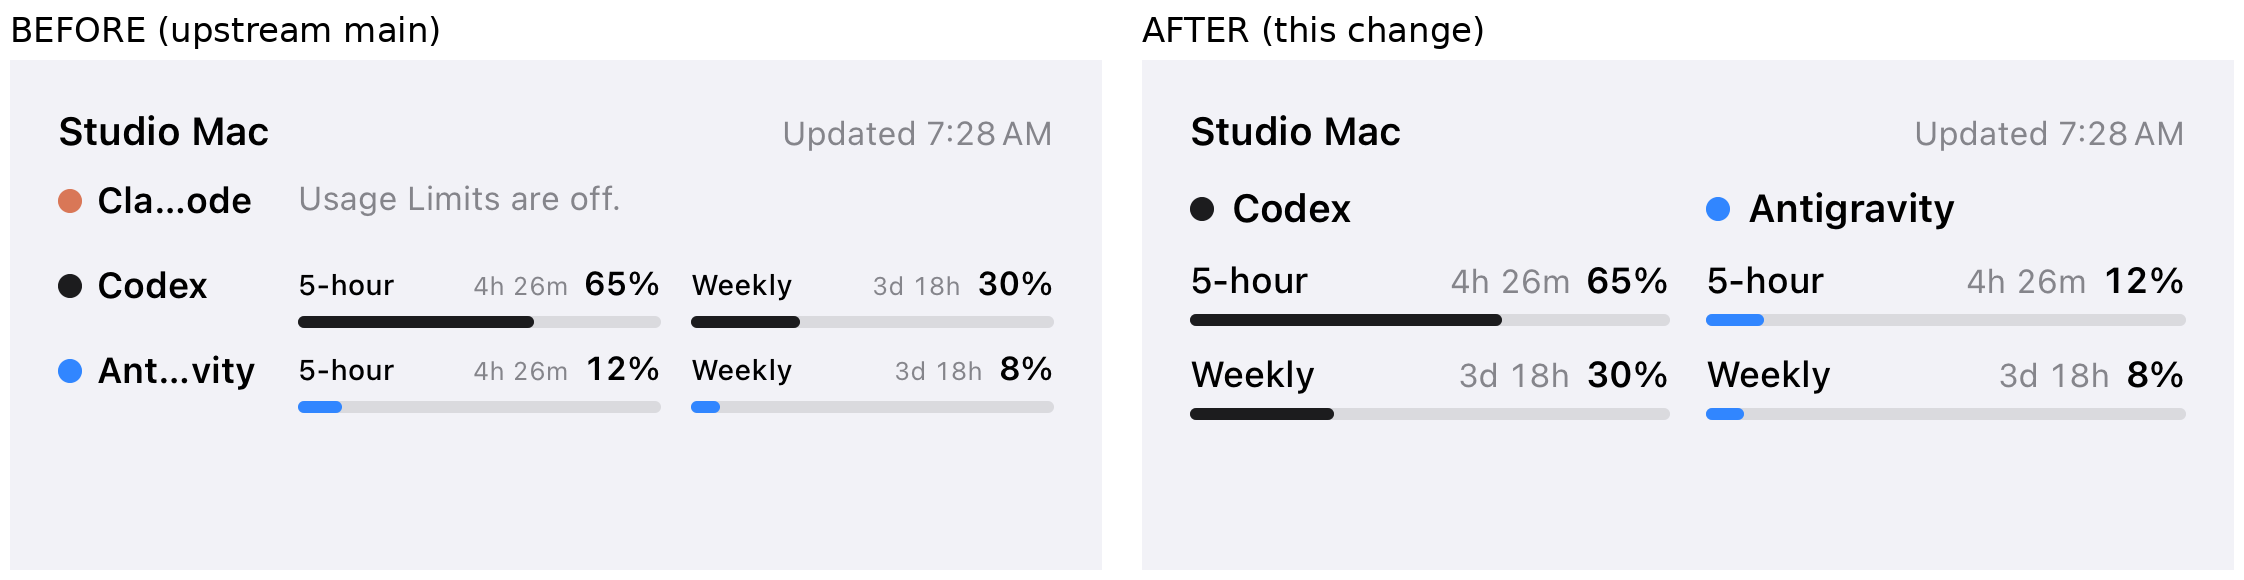 BEFORE (upstream main)
Studio Mac Updated 7:28 AM
Cla...ode Usage Limits are off.
Codex 5-hour 4h 26m 65% Weekly 3d 18h 30%
Ant...vity 5-hour 4h 26m 12% Weekly 3d 18h 8%
AFTER (this change)
Studio Mac Updated 7:28 AM
Codex Antigravity
5-hour 4h 26m 65% 5-hour 4h 26m 12%
Weekly 3d 18h 30% Weekly 3d 18h 8%